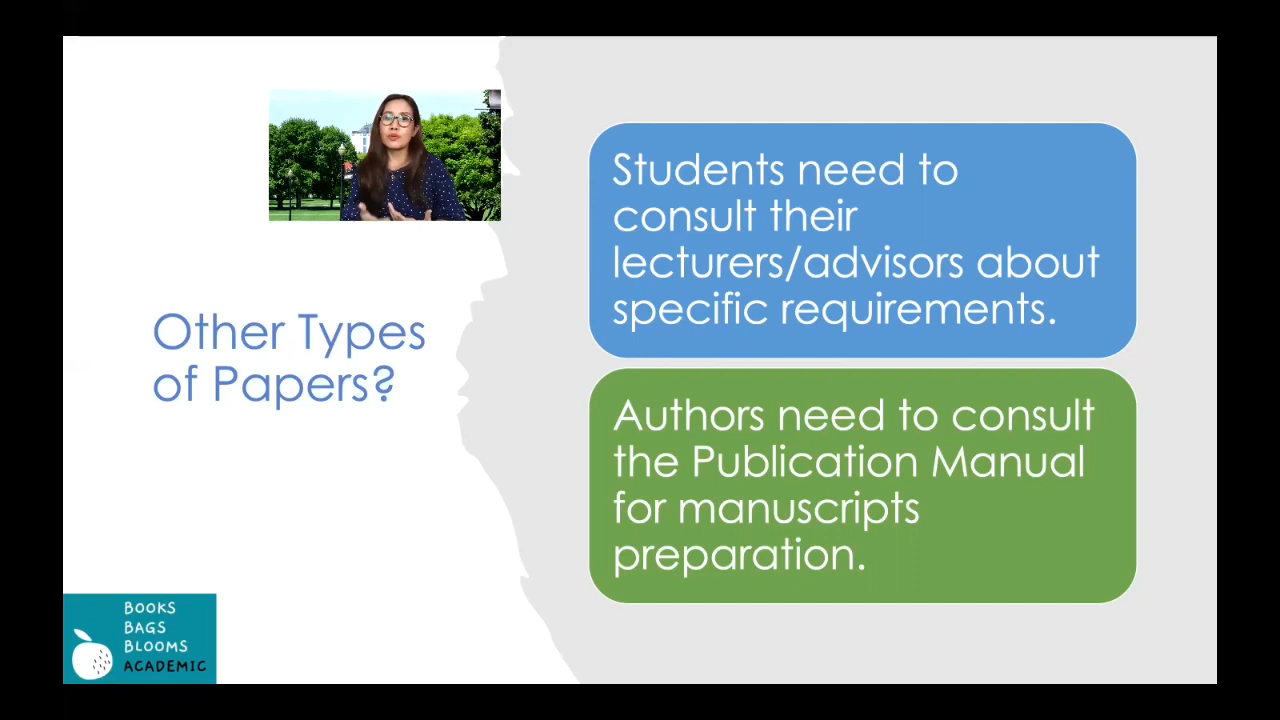 Other Types
of Papers?
Students need to
consult their
lecturers/advisors about
specific requirements.
Authors need to consult
the Publication Manual
for manuscripts
preparation.
BOOKS
BAGS
BLOOMS
ACADEMIC